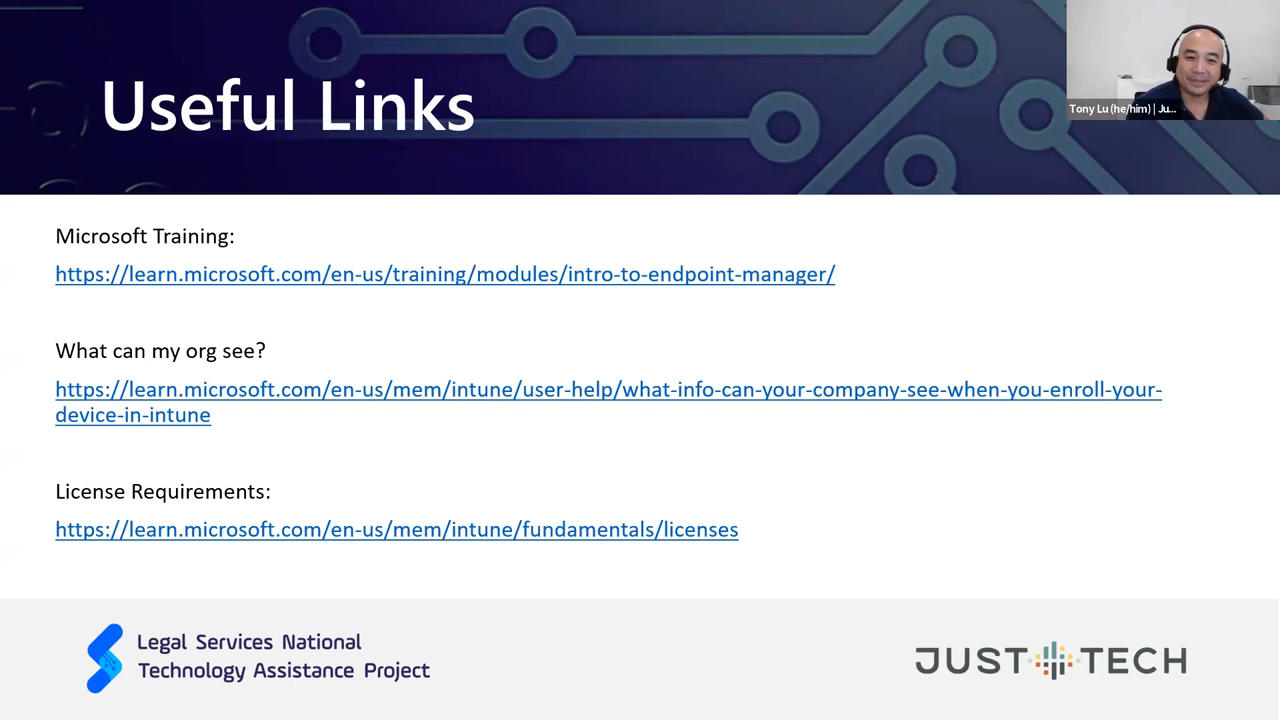 Useful Links
Tony Lu (he/him) | Ju...
Microsoft Training:
https://learn.microsoft.com/en-us/training/modules/intro-to-endpoint-manager/
What can my org see?
https://learn.microsoft.com/en-us/mem/intune/user-help/what-info-can-your-company-see-when-you-enroll-your-
device-in-intune
License Requirements:
https://learn.microsoft.com/en-us/mem/intune/fundamentals/licenses
Legal Services National
Technology Assistance Project
JUST TECH